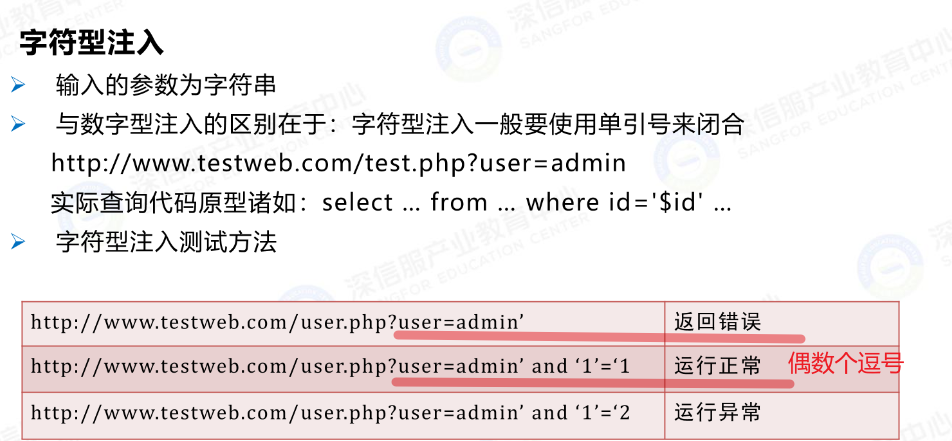 字符型注入
➢ 输入的参数为字符串
➢ 与数字型注入的区别在于：字符型注入一般要使用单引号来闭合
http://www.testweb.com/test.php?user=admin
实际查询代码原型诸如：select ... from ... where id='$id' ...
➢ 字符型注入测试方法
http://www.testweb.com/user.php?user=admin’ 返回错误
http://www.testweb.com/user.php?user=admin’ and ‘1’=‘1 运行正常 偶数个逗号
http://www.testweb.com/user.php?user=admin’ and ‘1’=‘2 运行异常
深信服产业教育中心
SANGFOR EDUCATION CENTER